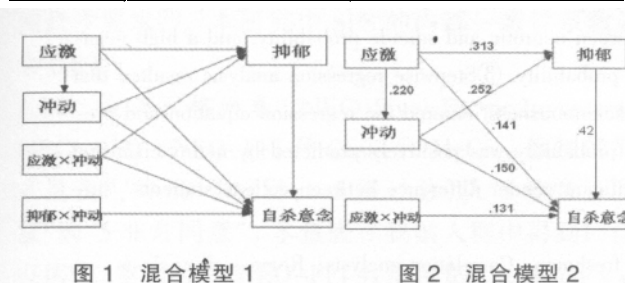 应激
抑郁
冲动
应激×冲动
抑郁×冲动
自杀意念
图 1 混合模型 1
应激
.313
抑郁
.220
.252
冲动
.141
.42
.150
应激×冲动
.131
自杀意念
图 2 混合模型 2